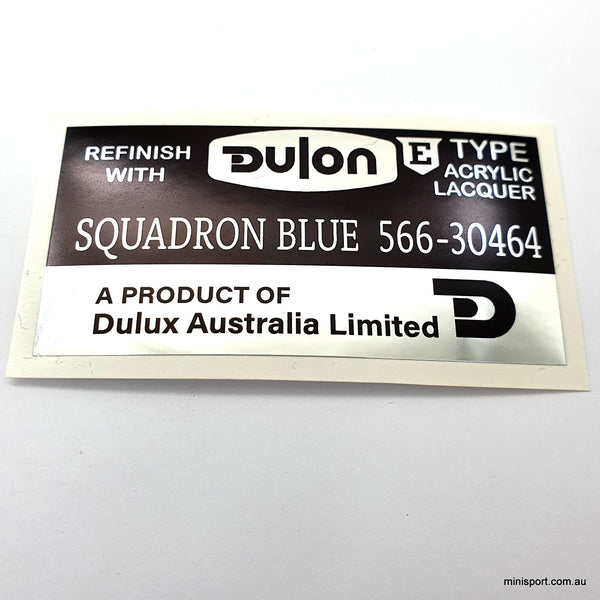 REFINISH WITH
Dulon
E TYPE
ACRYLIC
LACQUER
SQUADRON BLUE 566-30464
A PRODUCT OF
Dulux Australia Limited
D
minisport.com.au